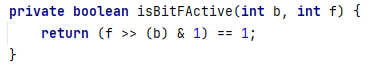 private boolean isBitFActive(int b, int f) {
    return (f >> (b) & 1) == 1;
}